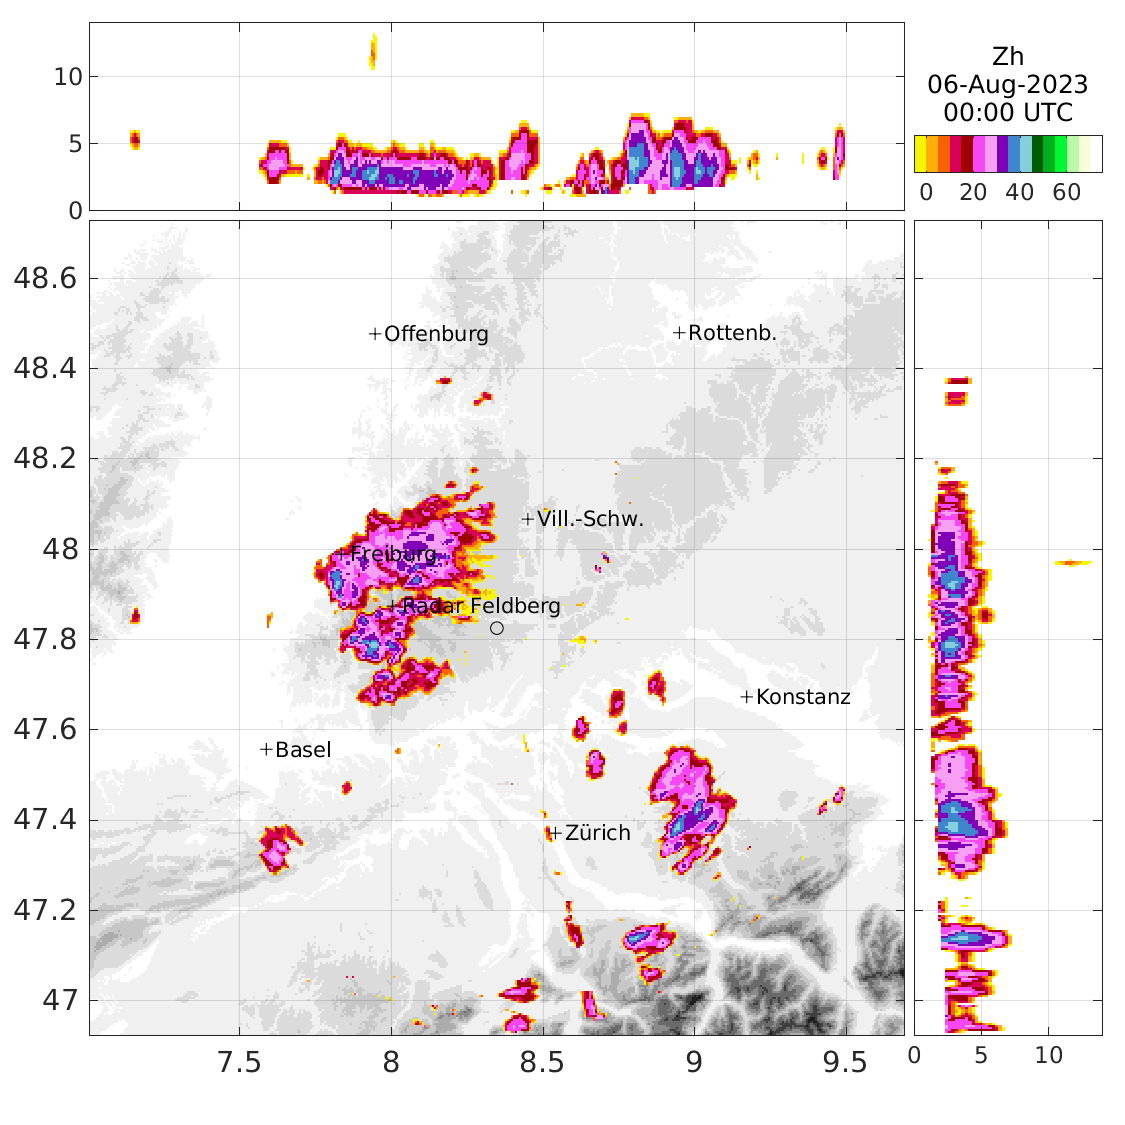 10
5
0
Zh
06-Aug-2023
00:00 UTC
0 20 40 60
48.6
48.4
48.2
48
47.8
47.6
47.4
47.2
47
+Offenburg
+Rottenb.
+Vill.-Schw.
+Freiburg
+Radar Feldberg
+Konstanz
+Basel
+Zürich
7.5 8 8.5 9 9.5
0 5 10